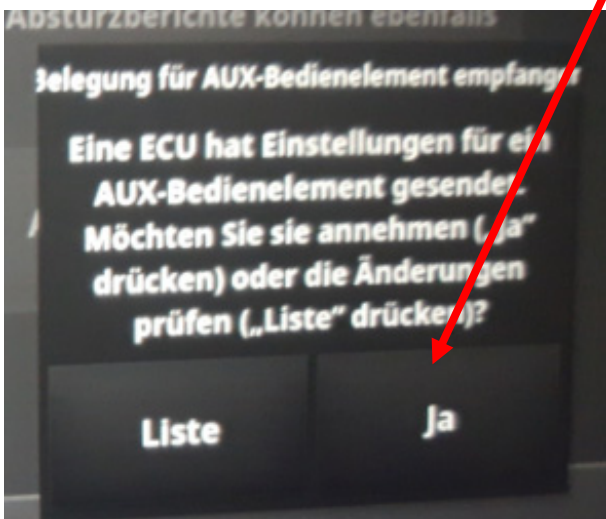 Absturzberichte können ebenfalls
Belegung für AUX-Bedienelement empfangen
Eine ECU hat Einstellungen für ein
AUX-Bedienelement gesendet.
Möchten Sie sie annehmen („Ja“
drücken) oder die Änderungen
prüfen („Liste“ drücken)?
Liste
Ja